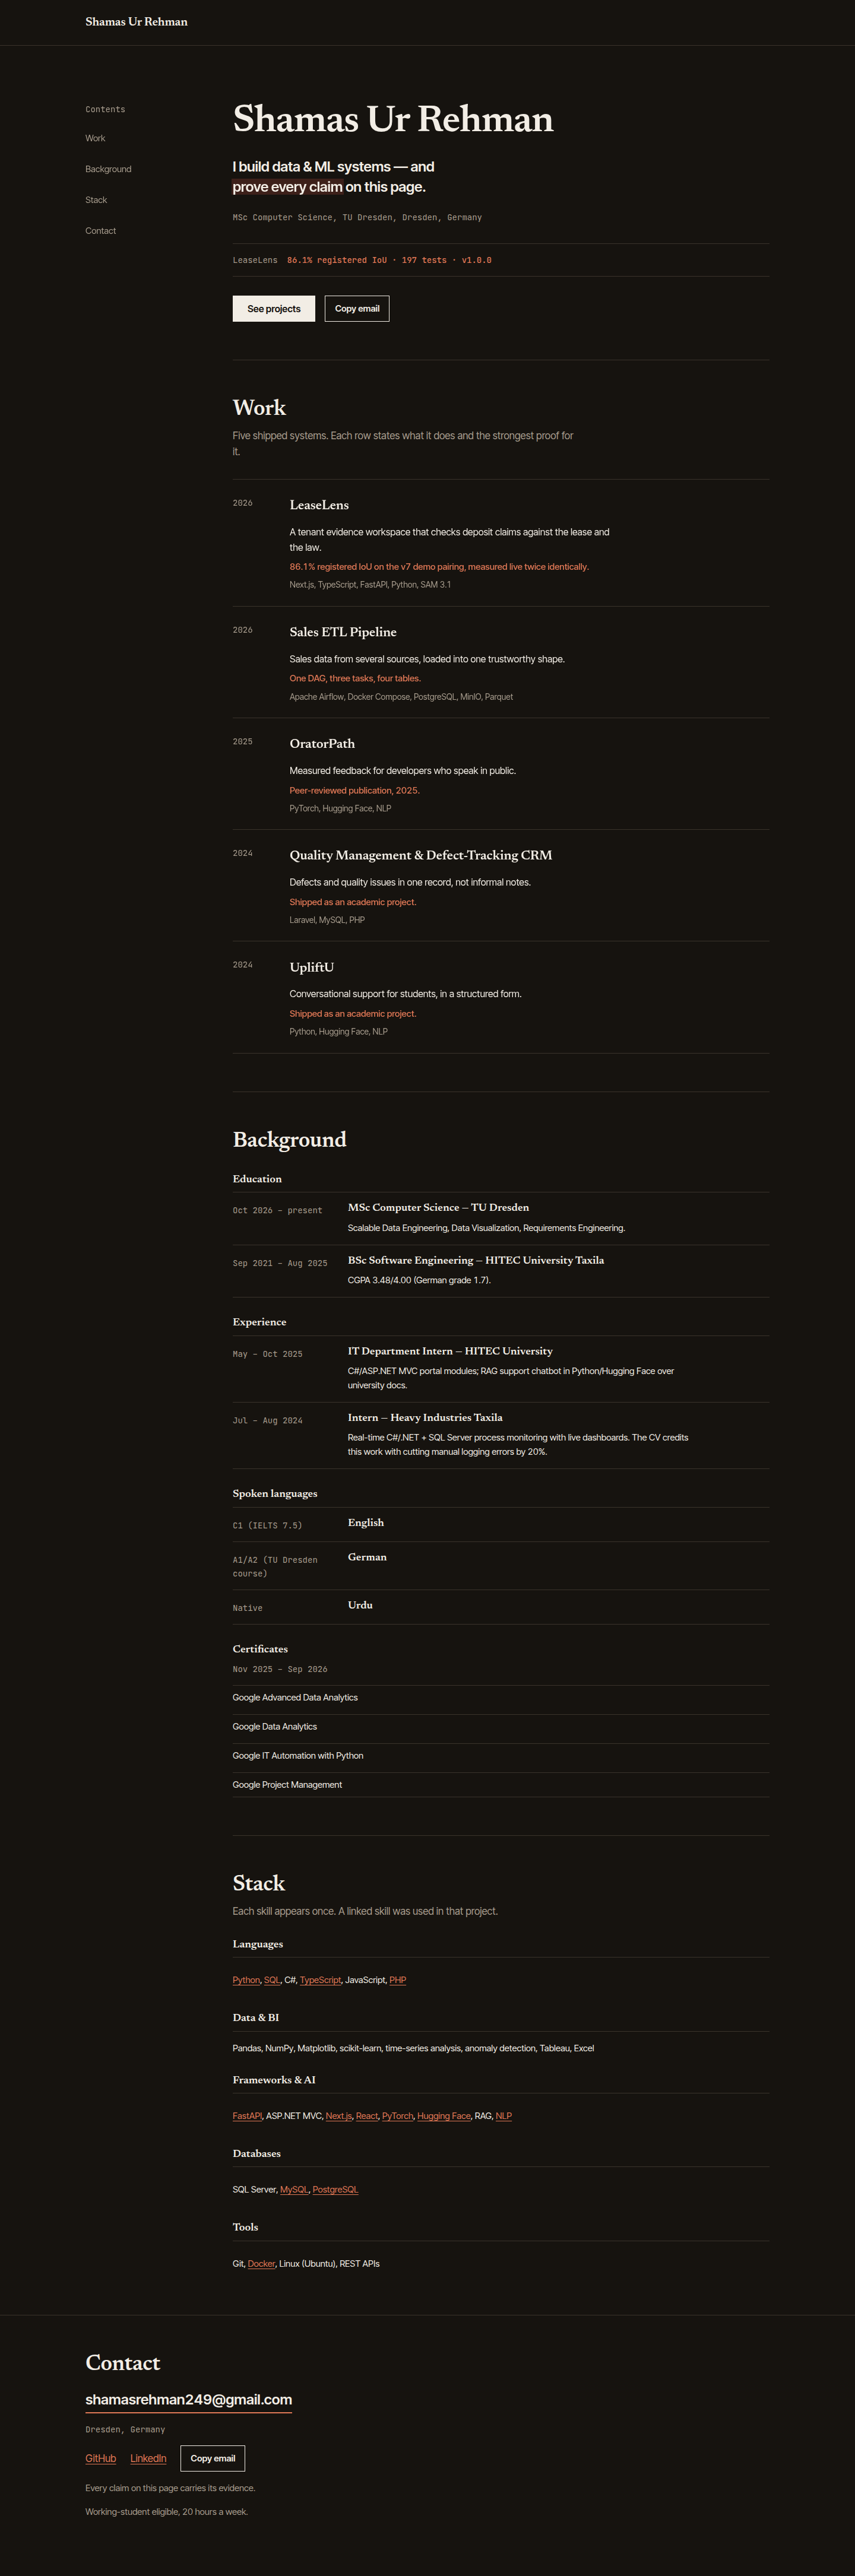 Shamas Ur Rehman
Contents
Work
Background
Stack
Contact
Shamas Ur Rehman
I build data & ML systems — and
prove every claim on this page.
MSc Computer Science, TU Dresden, Dresden, Germany
LeaseLens 86.1% registered IoU · 197 tests · v1.0.0
See projects Copy email
Work
Five shipped systems. Each row states what it does and the strongest proof for
it.
2026 LeaseLens
A tenant evidence workspace that checks deposit claims against the lease and
the law.
86.1% registered IoU on the v7 demo pairing, measured live twice identically.
Next.js, TypeScript, FastAPI, Python, SAM 3.1
2026 Sales ETL Pipeline
Sales data from several sources, loaded into one trustworthy shape.
One DAG, three tasks, four tables.
Apache Airflow, Docker Compose, PostgreSQL, MinIO, Parquet
2025 OratorPath
Measured feedback for developers who speak in public.
Peer-reviewed publication, 2025.
PyTorch, Hugging Face, NLP
2024 Quality Management & Defect-Tracking CRM
Defects and quality issues in one record, not informal notes.
Shipped as an academic project.
Laravel, MySQL, PHP
2024 UpliftU
Conversational support for students, in a structured form.
Shipped as an academic project.
Python, Hugging Face, NLP
Background
Education
Oct 2026 – present MSc Computer Science — TU Dresden
Scalable Data Engineering, Data Visualization, Requirements Engineering.
Sep 2021 – Aug 2025 BSc Software Engineering — HITEC University Taxila
CGPA 3.48/4.00 (German grade 1.7).
Experience
May – Oct 2025 IT Department Intern — HITEC University
C#/ASP.NET MVC portal modules; RAG support chatbot in Python/Hugging Face over
university docs.
Jul – Aug 2024 Intern — Heavy Industries Taxila
Real-time C#/.NET + SQL Server process monitoring with live dashboards. The CV credits
this work with cutting manual logging errors by 20%.
Spoken languages
C1 (IELTS 7.5) English
A1/A2 (TU Dresden German
course)
Native Urdu
Certificates
Nov 2025 – Sep 2026
Google Advanced Data Analytics
Google Data Analytics
Google IT Automation with Python
Google Project Management
Stack
Each skill appears once. A linked skill was used in that project.
Languages
Python, SQL, C#, TypeScript, JavaScript, PHP
Data & BI
Pandas, NumPy, Matplotlib, scikit-learn, time-series analysis, anomaly detection, Tableau, Excel
Frameworks & AI
FastAPI, ASP.NET MVC, Next.js, React, PyTorch, Hugging Face, RAG, NLP
Databases
SQL Server, MySQL, PostgreSQL
Tools
Git, Docker, Linux (Ubuntu), REST APIs
Contact
shamasrehman249@gmail.com
Dresden, Germany
GitHub LinkedIn Copy email
Every claim on this page carries its evidence.
Working-student eligible, 20 hours a week.